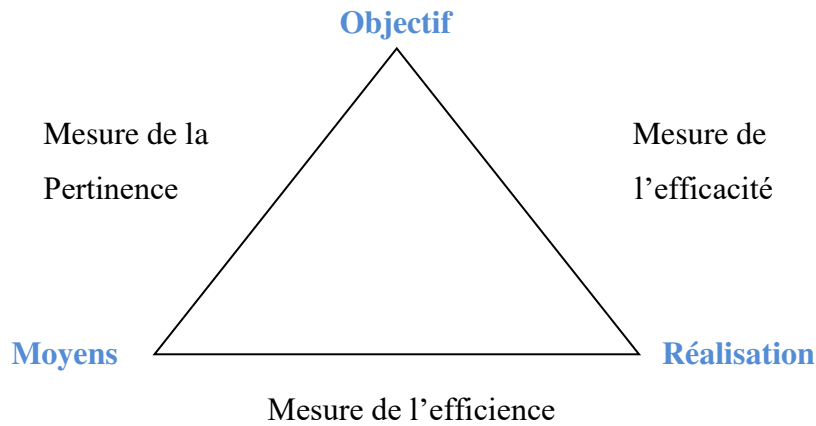 Objectif
Mesure de la
Pertinence
Mesure de
l’efficacité
Moyens
Réalisation
Mesure de l’efficience